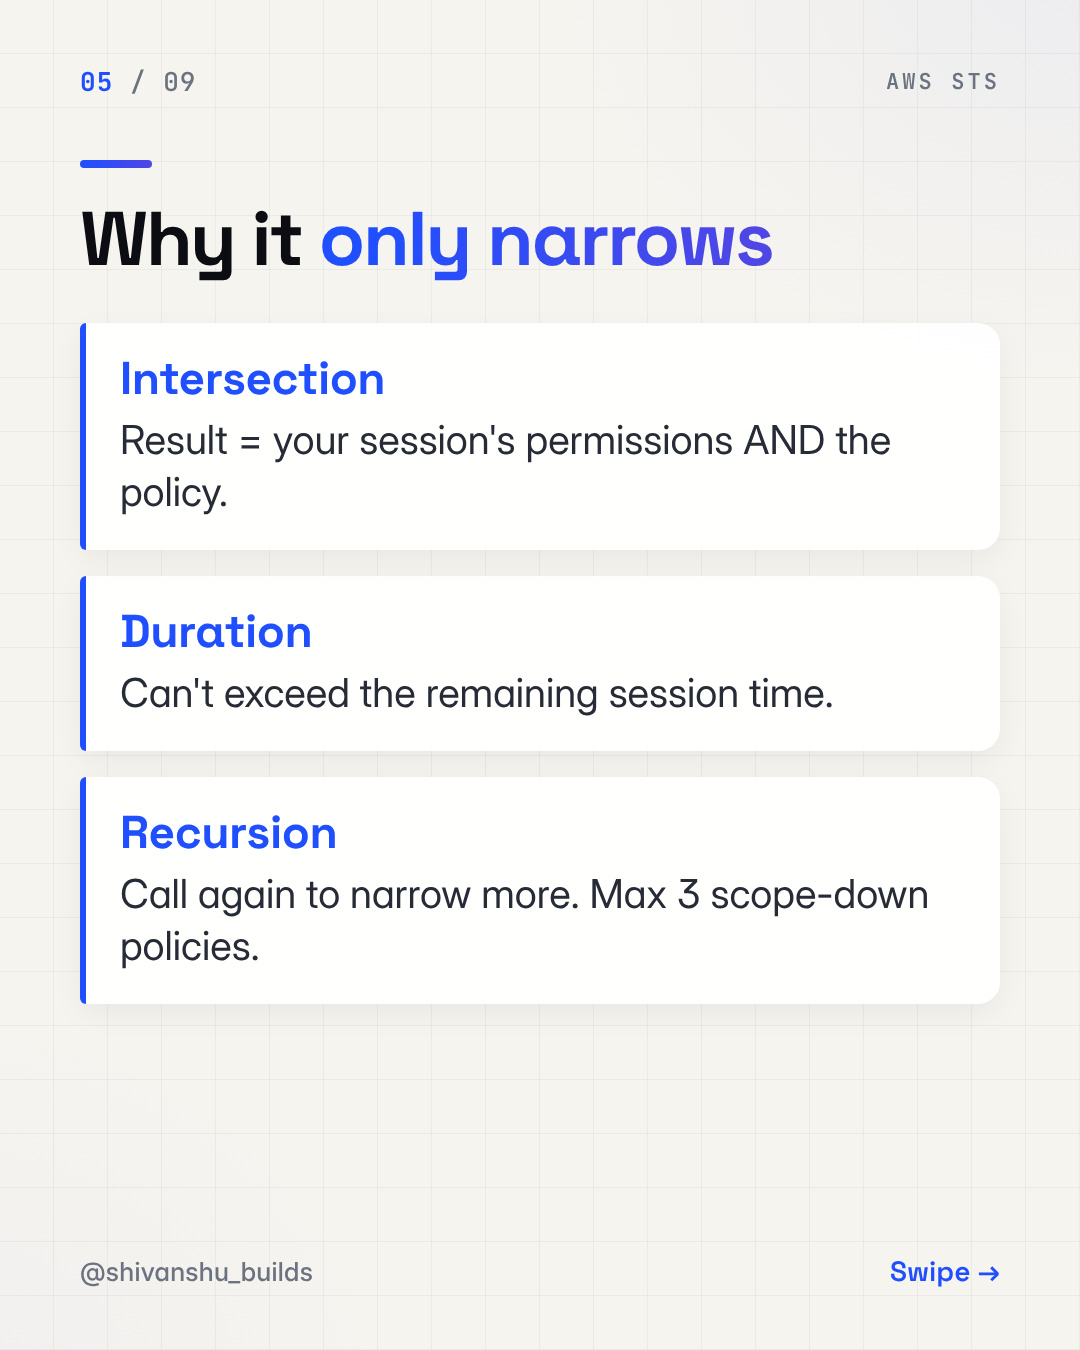 05 / 09
AWS STS
Why it only narrows
Intersection
Result = your session's permissions AND the
policy.
Duration
Can't exceed the remaining session time.
Recursion
Call again to narrow more. Max 3 scope-down
policies.
@shivanshu_builds
Swipe →